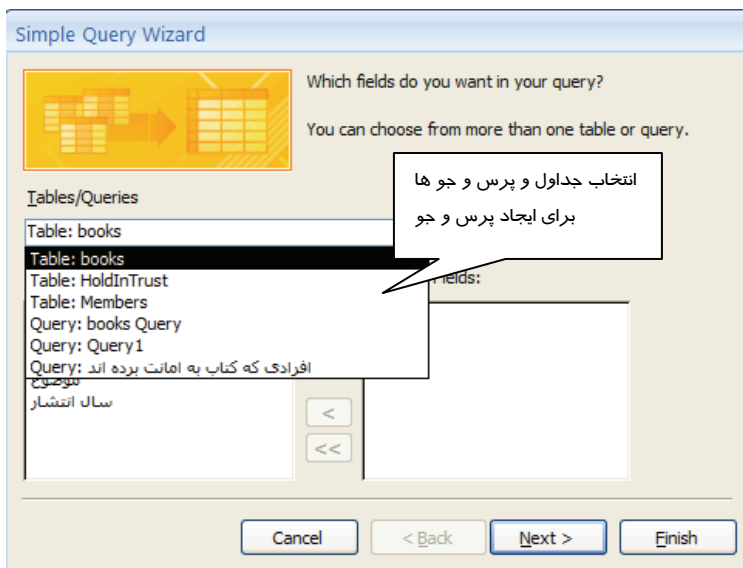 Simple Query Wizard
Which fields do you want in your query?
You can choose from more than one table or query.
انتخاب جداول و پرس و جو ها
برای ایجاد پرس و جو
Tables/Queries
Table: books
Table: books
Table: HoldInTrust
Table: Members
Query: books Query
Query: Query1
Query: افرادی که کتاب به امانت برده اند
Fields:
موضوع
سال انتشار
<
<<
Cancel
< Back
Next >
Finish